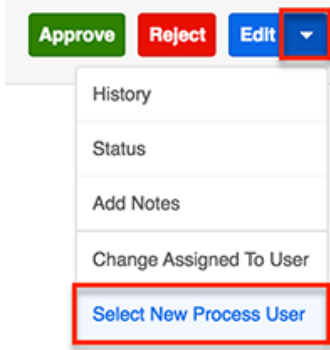 Approve Reject Edit
History
Status
Add Notes
Change Assigned To User
Select New Process User